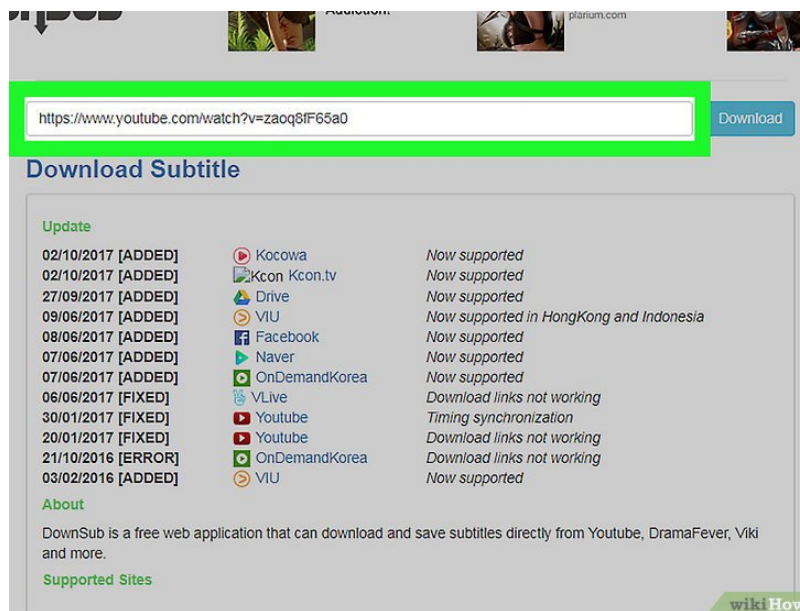 Addiction!
plarium.com
https://www.youtube.com/watch?v=zaoq8fF65a0
Download
Download Subtitle
Update
02/10/2017 [ADDED] Kocowa Now supported
02/10/2017 [ADDED] Kcon Kcon.tv Now supported
27/09/2017 [ADDED] Drive Now supported
09/06/2017 [ADDED] VIU Now supported in HongKong and Indonesia
08/06/2017 [ADDED] Facebook Now supported
07/06/2017 [ADDED] Naver Now supported
07/06/2017 [ADDED] OnDemandKorea Now supported
06/06/2017 [FIXED] VLive Download links not working
30/01/2017 [FIXED] Youtube Timing synchronization
20/01/2017 [FIXED] Youtube Download links not working
21/10/2016 [ERROR] OnDemandKorea Download links not working
03/02/2016 [ADDED] VIU Now supported
About
DownSub is a free web application that can download and save subtitles directly from Youtube, DramaFever, Viki
and more.
Supported Sites